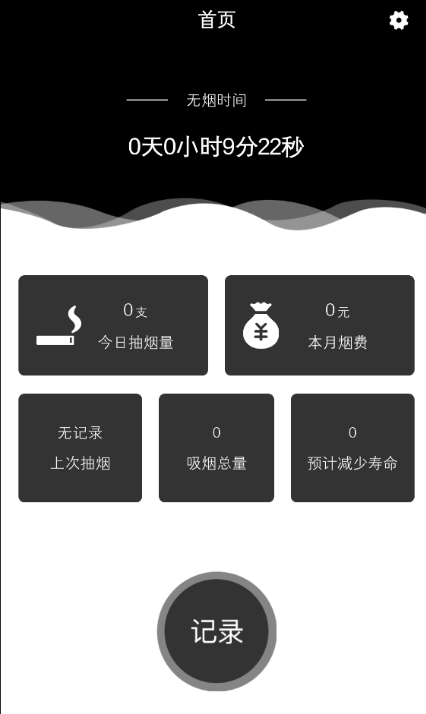 首页
无烟时间
0天0小时9分22秒
0支
今日抽烟量
0元
本月烟费
无记录
上次抽烟
0
吸烟总量
0
预计减少寿命
记录